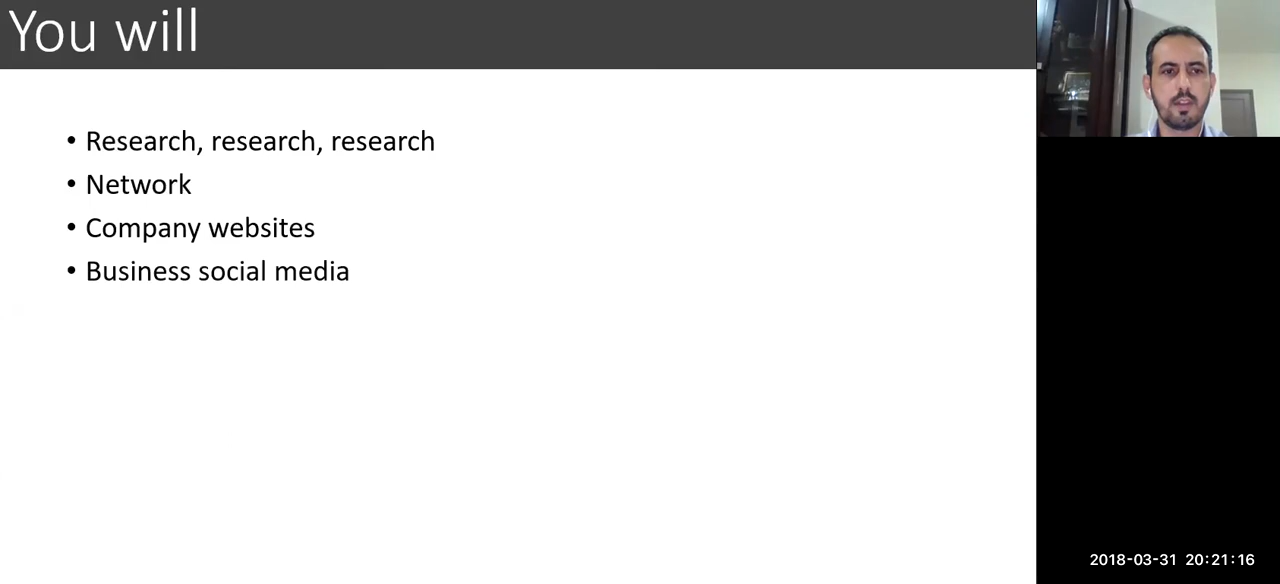 You will
• Research, research, research
• Network
• Company websites
• Business social media
2018-03-31 20:21:16